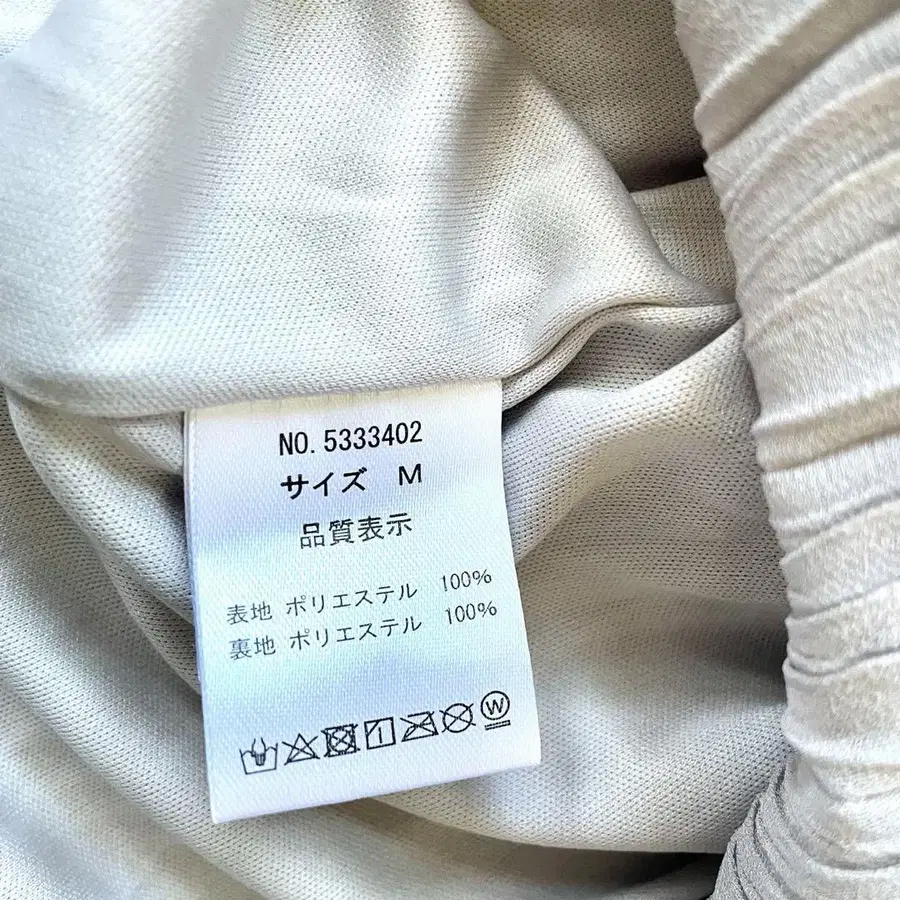 NO. 5333402
サイズ M
品質表示
表地 ポリエステル 100%
裏地 ポリエステル 100%
W